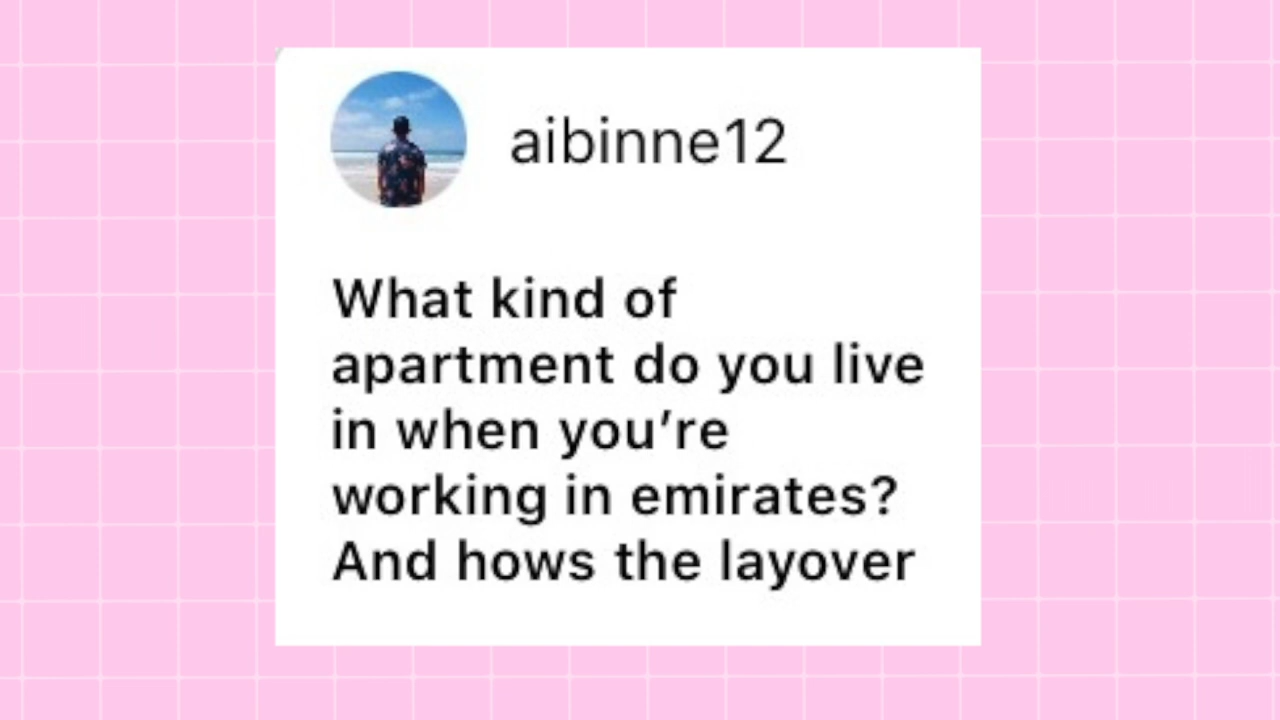 aibinne12
What kind of
apartment do you live
in when you’re
working in emirates?
And hows the layover